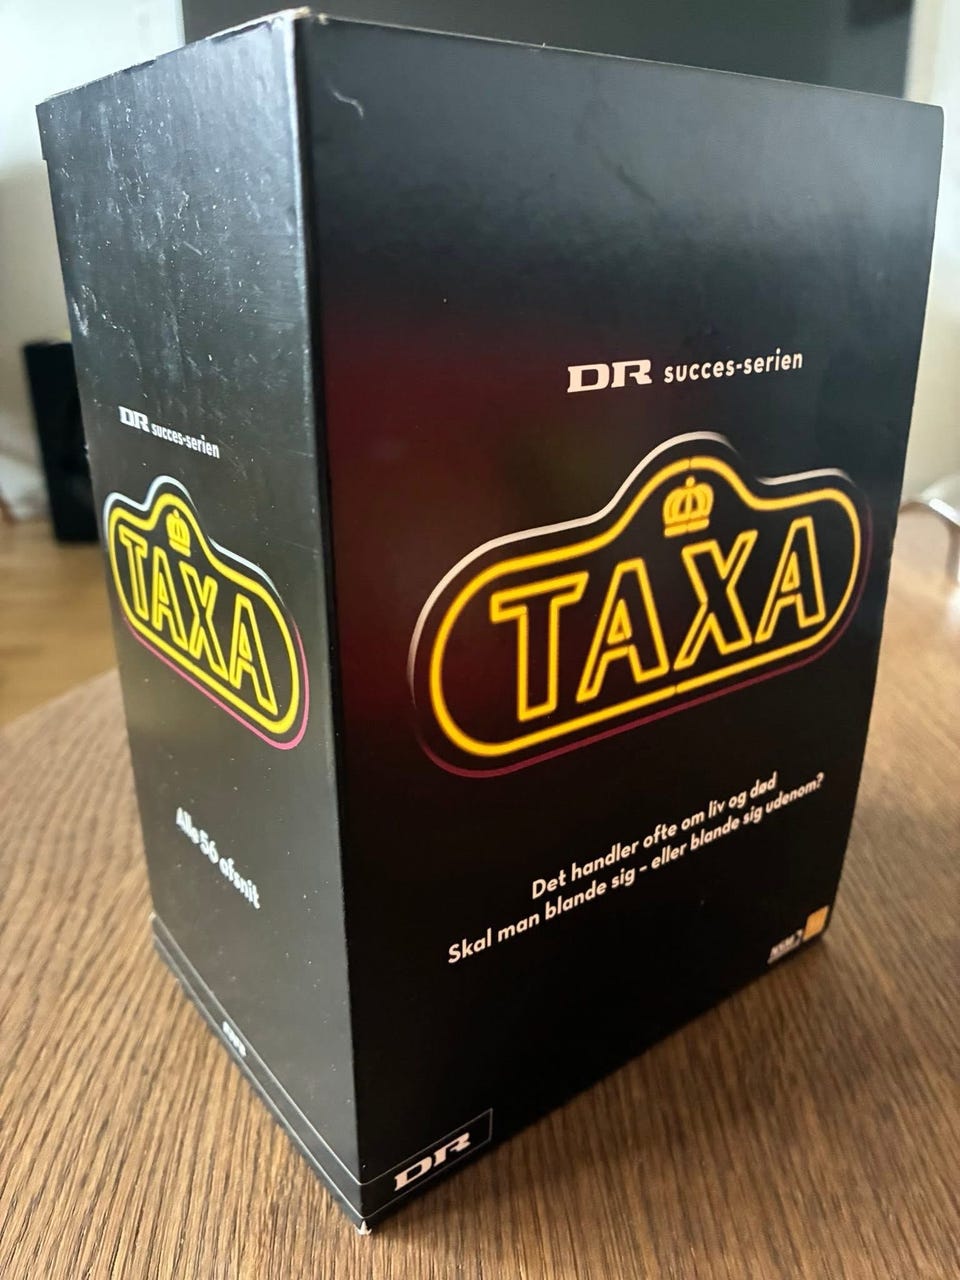 DR succes-serien
TAXA
Alle 56 afsnit
DR succes-serien
TAXA
Det handler ofte om liv og død
Skal man blande sig – eller blande sig udenom?
DR